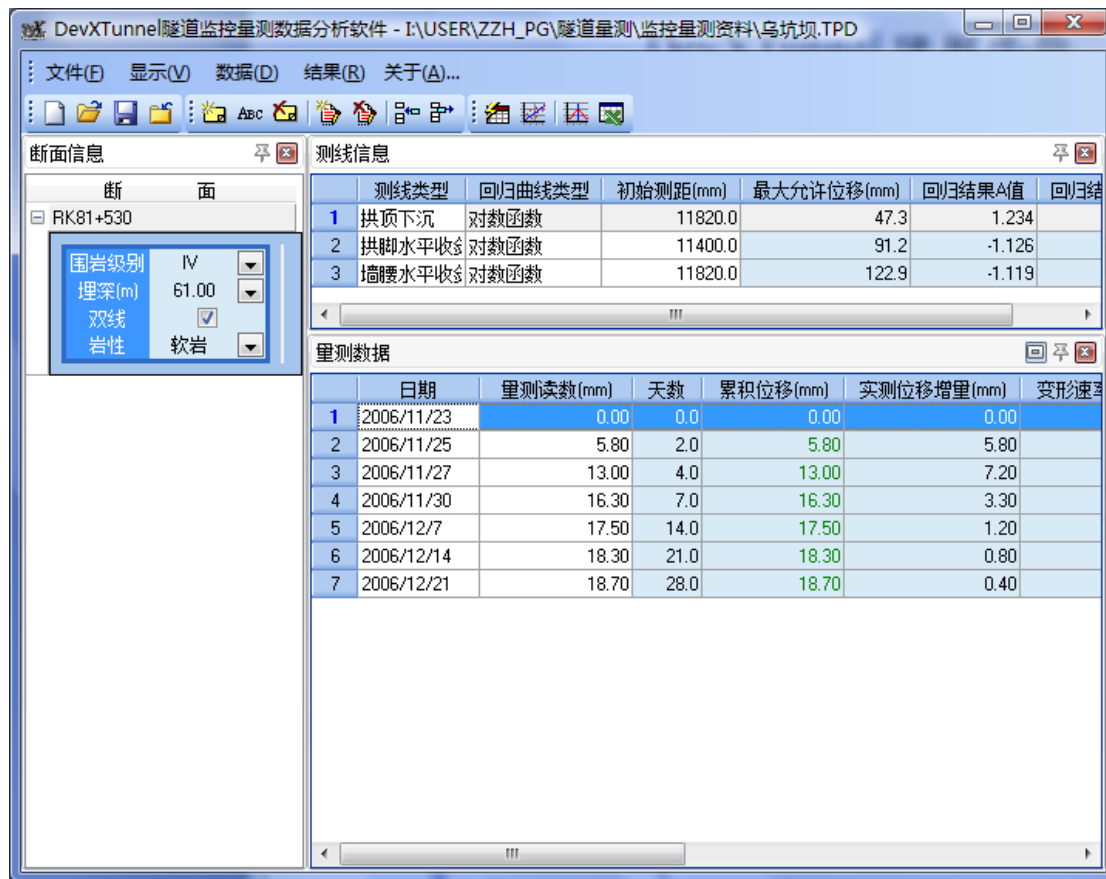 DevXTunnel隧道监控量测数据分析软件 - I:\USER\ZZH_PG\隧道量测\监控量测资料\乌坑坝.TPD
文件(F) 显示(V) 数据(D) 结果(R) 关于(A)...
ABC
断面信息
断 面
RK81+530
围岩级别 IV
埋深(m) 61.00
双线
岩性 软岩
测线信息
测线类型 回归曲线类型 初始测距(mm) 最大允许位移(mm) 回归结果A值 回归结
1 拱顶下沉 对数函数 11820.0 47.3 1.234
2 拱脚水平收 对数函数 11400.0 91.2 -1.126
3 墙腰水平收 对数函数 11820.0 122.9 -1.119
量测数据
日期 量测读数(mm) 天数 累积位移(mm) 实测位移增量(mm) 变形速率
1 2006/11/23 0.00 0.0 0.00 0.00
2 2006/11/25 5.80 2.0 5.80 5.80
3 2006/11/27 13.00 4.0 13.00 7.20
4 2006/11/30 16.30 7.0 16.30 3.30
5 2006/12/7 17.50 14.0 17.50 1.20
6 2006/12/14 18.30 21.0 18.30 0.80
7 2006/12/21 18.70 28.0 18.70 0.40